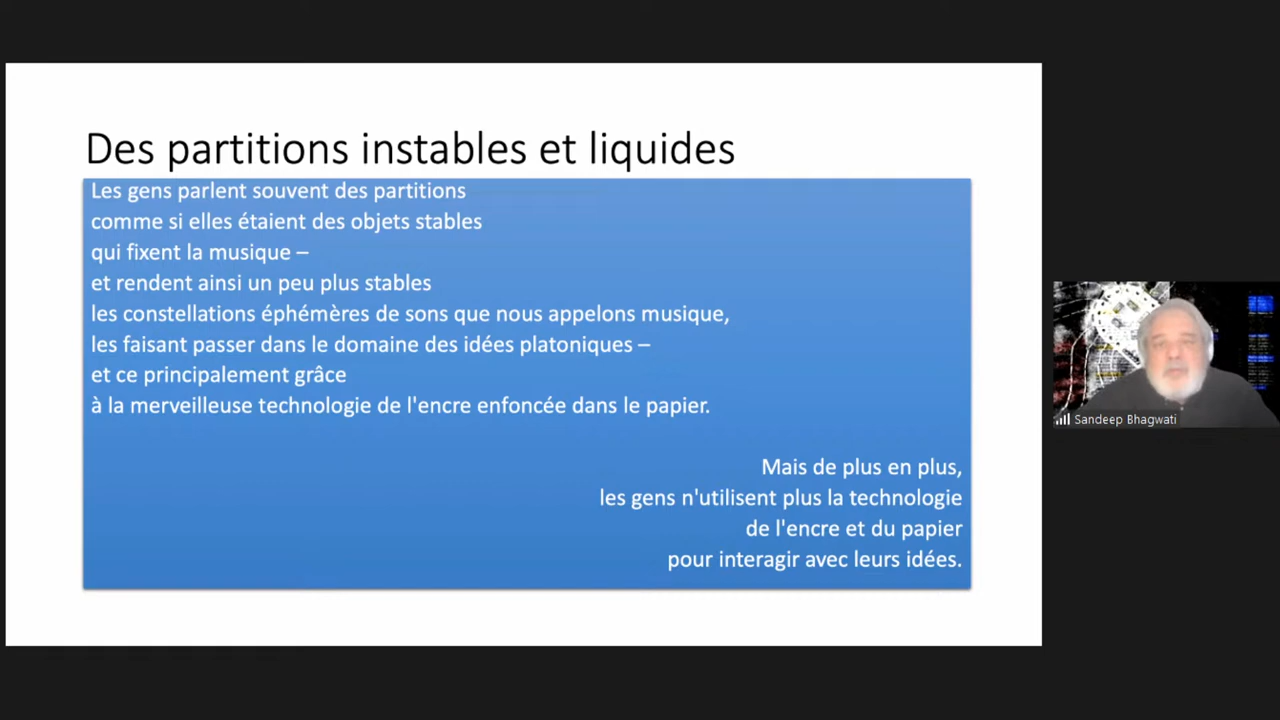 Des partitions instables et liquides
Les gens parlent souvent des partitions
comme si elles étaient des objets stables
qui fixent la musique –
et rendent ainsi un peu plus stables
les constellations éphémères de sons que nous appelons musique,
les faisant passer dans le domaine des idées platoniques –
et ce principalement grâce
à la merveilleuse technologie de l'encre enfoncée dans le papier.
Mais de plus en plus,
les gens n'utilisent plus la technologie
de l'encre et du papier
pour interagir avec leurs idées.
Sandeep Bhagwati